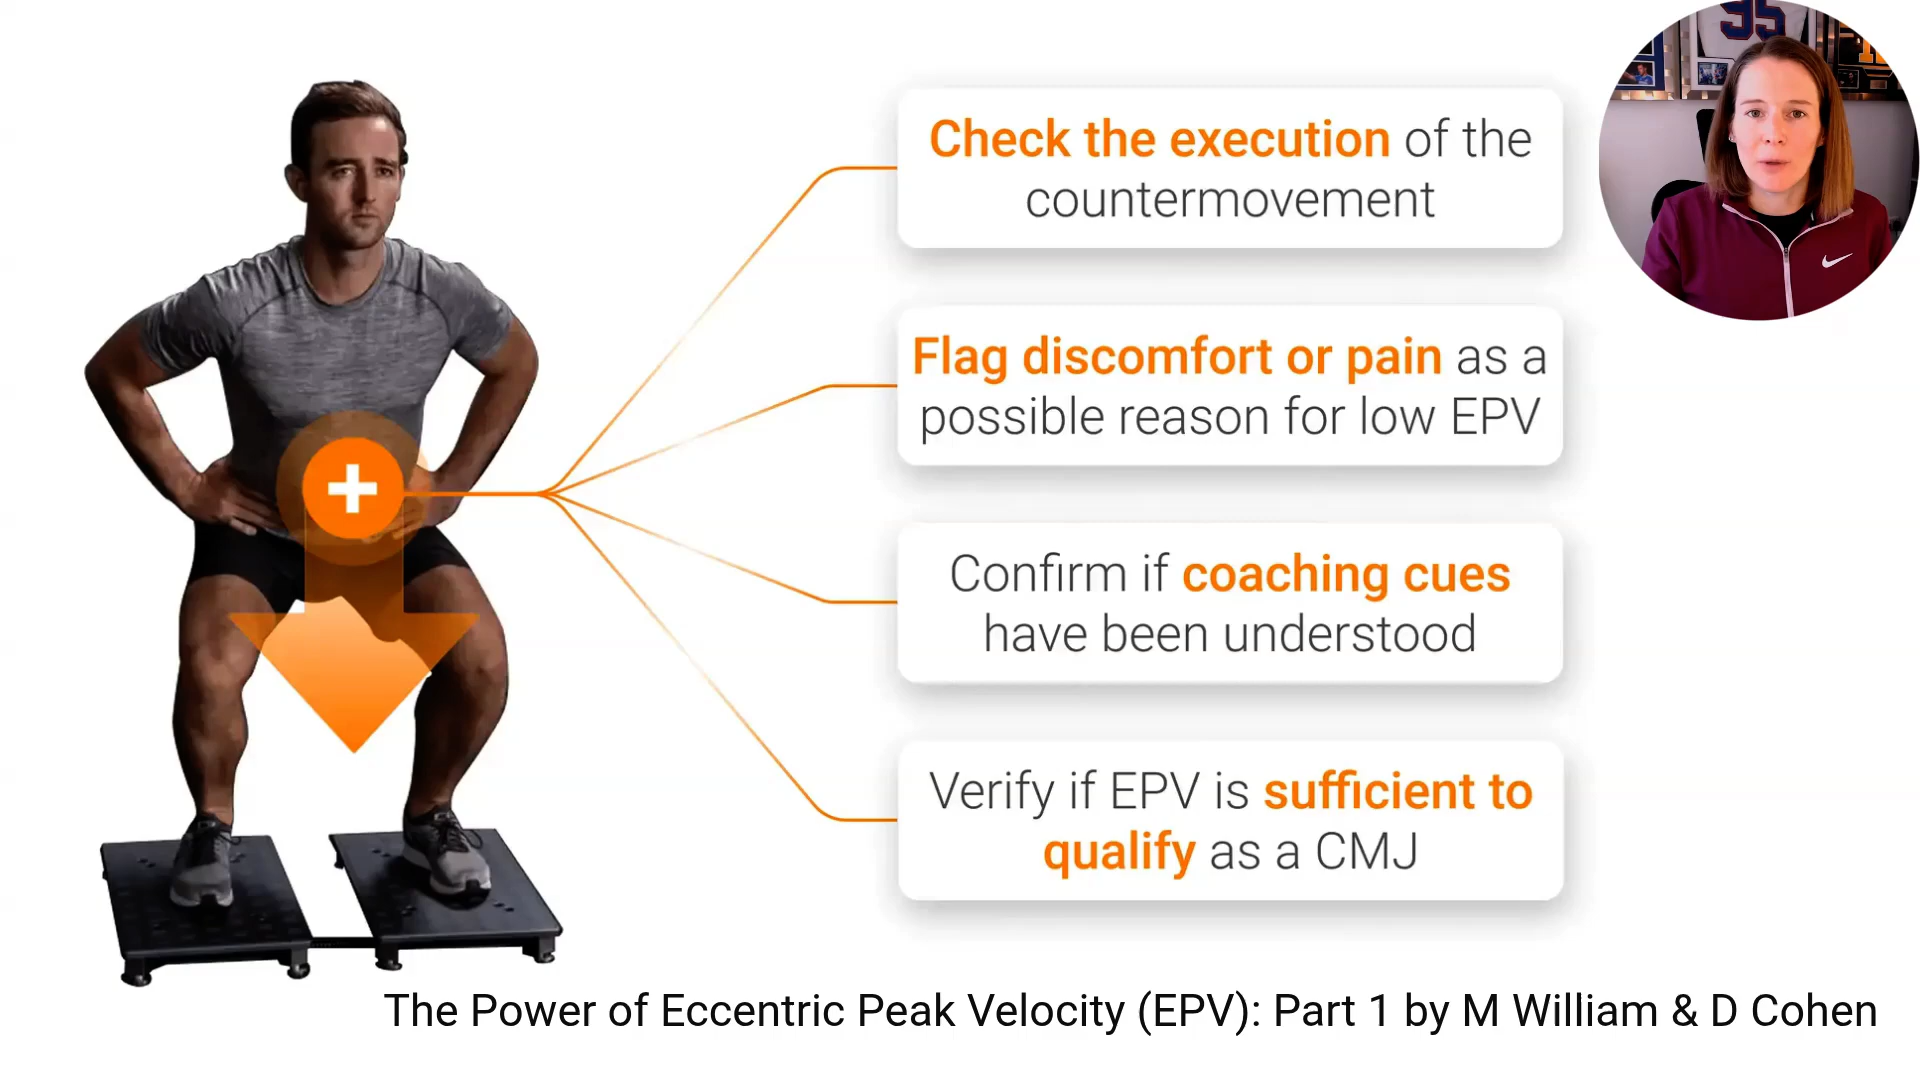 Check the execution of the
countermovement
Flag discomfort or pain as a
possible reason for low EPV
Confirm if coaching cues
have been understood
Verify if EPV is sufficient to
qualify as a CMJ
The Power of Eccentric Peak Velocity (EPV): Part 1 by M William & D Cohen
95